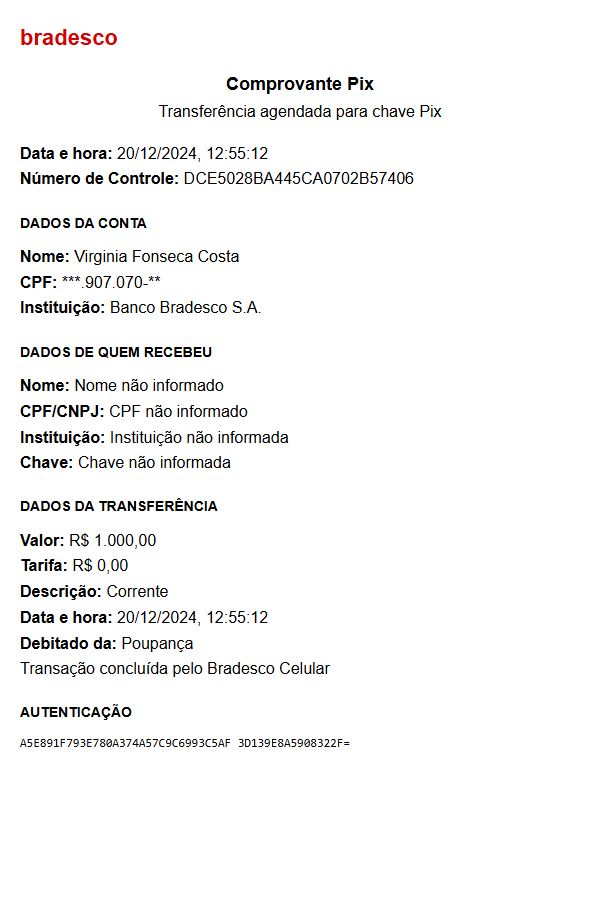 bradesco
Comprovante Pix
Transferência agendada para chave Pix
Data e hora: 20/12/2024, 12:55:12
Número de Controle: DCE5028BA445CA0702B57406
DADOS DA CONTA
Nome: Virginia Fonseca Costa
CPF: ***.907.070-**
Instituição: Banco Bradesco S.A.
DADOS DE QUEM RECEBEU
Nome: Nome não informado
CPF/CNPJ: CPF não informado
Instituição: Instituição não informada
Chave: Chave não informada
DADOS DA TRANSFERÊNCIA
Valor: R$ 1.000,00
Tarifa: R$ 0,00
Descrição: Corrente
Data e hora: 20/12/2024, 12:55:12
Debitado da: Poupança
Transação concluída pelo Bradesco Celular
AUTENTICAÇÃO
A5E891F793E780A374A57C9C6993C5AF 3D139E8A5908322F=